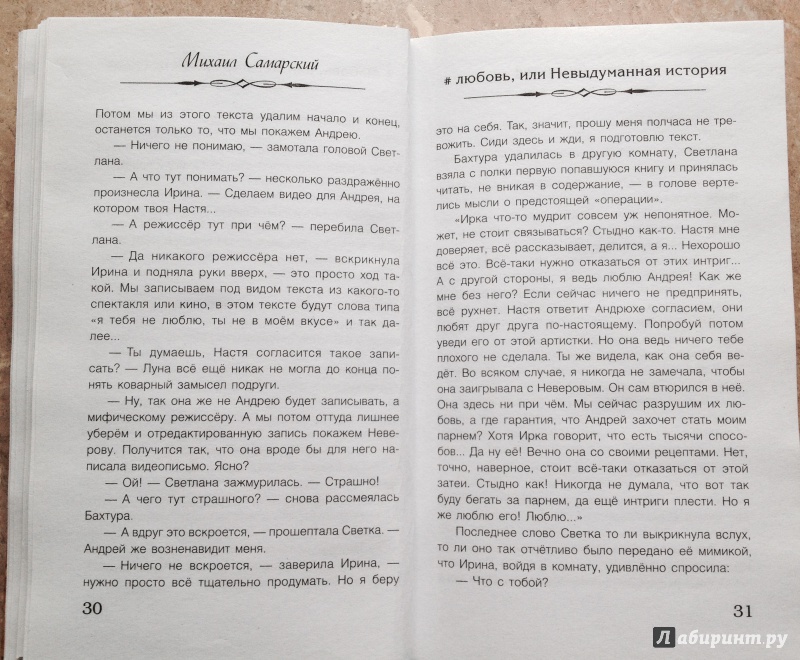 Михаил Самарский
Потом мы из этого текста удалим начало и конец,
останется только то, что мы покажем Андрею.
— Ничего не понимаю, — замотала головой Свет-
лана.
— А что тут понимать? — несколько раздражённо
произнесла Ирина. — Сделаем видео для Андрея, на
котором твоя Настя...
— А режиссёр тут при чём? — перебила Свет-
лана.
— Да никакого режиссёра нет, — вскрикнула
Ирина и подняла руки вверх, — это просто ход та-
кой. Мы записываем под видом текста из какого-то
спектакля или кино, в этом тексте будут слова типа
«я тебя не люблю, ты не в моём вкусе» и так да-
лее...
— Ты думаешь, Настя согласится такое запи-
сать? — Луна всё ещё никак не могла до конца по-
нять коварный замысел подруги.
— Ну, так она же не Андрею будет записывать, а
мифическому режиссёру. А мы потом оттуда лишнее
уберём и отредактированную запись покажем Неве-
рову. Получится так, что она вроде бы для него на-
писала видеописьмо. Ясно?
— Ой! — Светлана зажмурилась. — Страшно!
— А чего тут страшного? — снова рассмеялась
Бахтура.
— А вдруг это вскроется, — прошептала Светка. —
Андрей же возненавидит меня.
— Ничего не вскроется, — заверила Ирина, —
нужно просто всё тщательно продумать. Но я беру
30
# любовь, или Невыдуманная история
это на себя. Так, значит, прошу меня полчаса не тре-
вожить. Сиди здесь и жди, я подготовлю текст.
Бахтура удалилась в другую комнату, Светлана
взяла с полки первую попавшуюся книгу и принялась
читать, не вникая в содержание, — в голове верте-
лись мысли о предстоящей «операции».
«Ирка что-то мудрит совсем уж непонятное. Мо-
жет, не стоит связываться? Стыдно как-то. Настя мне
доверяет, всё рассказывает, делится, а я... Нехорошо
всё это. Всё-таки нужно отказаться от этих интриг...
А с другой стороны, я ведь люблю Андрея! Как же
мне без него? Если сейчас ничего не предпринять,
всё рухнет. Настя ответит Андрюхе согласием, они
любят друг друга по-настоящему. Попробуй потом
уведи его от этой артистки. Но она ведь ничего тебе
плохого не сделала. Ты же видела, как она себя ве-
дёт. Во всяком случае, я никогда не замечала, чтобы
она заигрывала с Неверовым. Он сам втюрился в неё.
Она здесь ни при чём. Мы сейчас разрушим их лю-
бовь, а где гарантия, что Андрей захочет стать моим
парнем? Хотя Ирка говорит, что есть тысячи спосо-
бов... Да ну её! Вечно она со своими рецептами. Нет,
точно, наверное, стоит всё-таки отказаться от этой
затеи. Стыдно как! Никогда не думала, что вот так
буду бегать за парнем, да ещё интриги плести. Но я
же люблю его! Люблю...»
Последнее слово Светка то ли выкрикнула вслух,
то ли оно так отчётливо было передано её мимикой,
что Ирина, войдя в комнату, удивлённо спросила:
— Что с тобой?
31
Лабиринт.ру